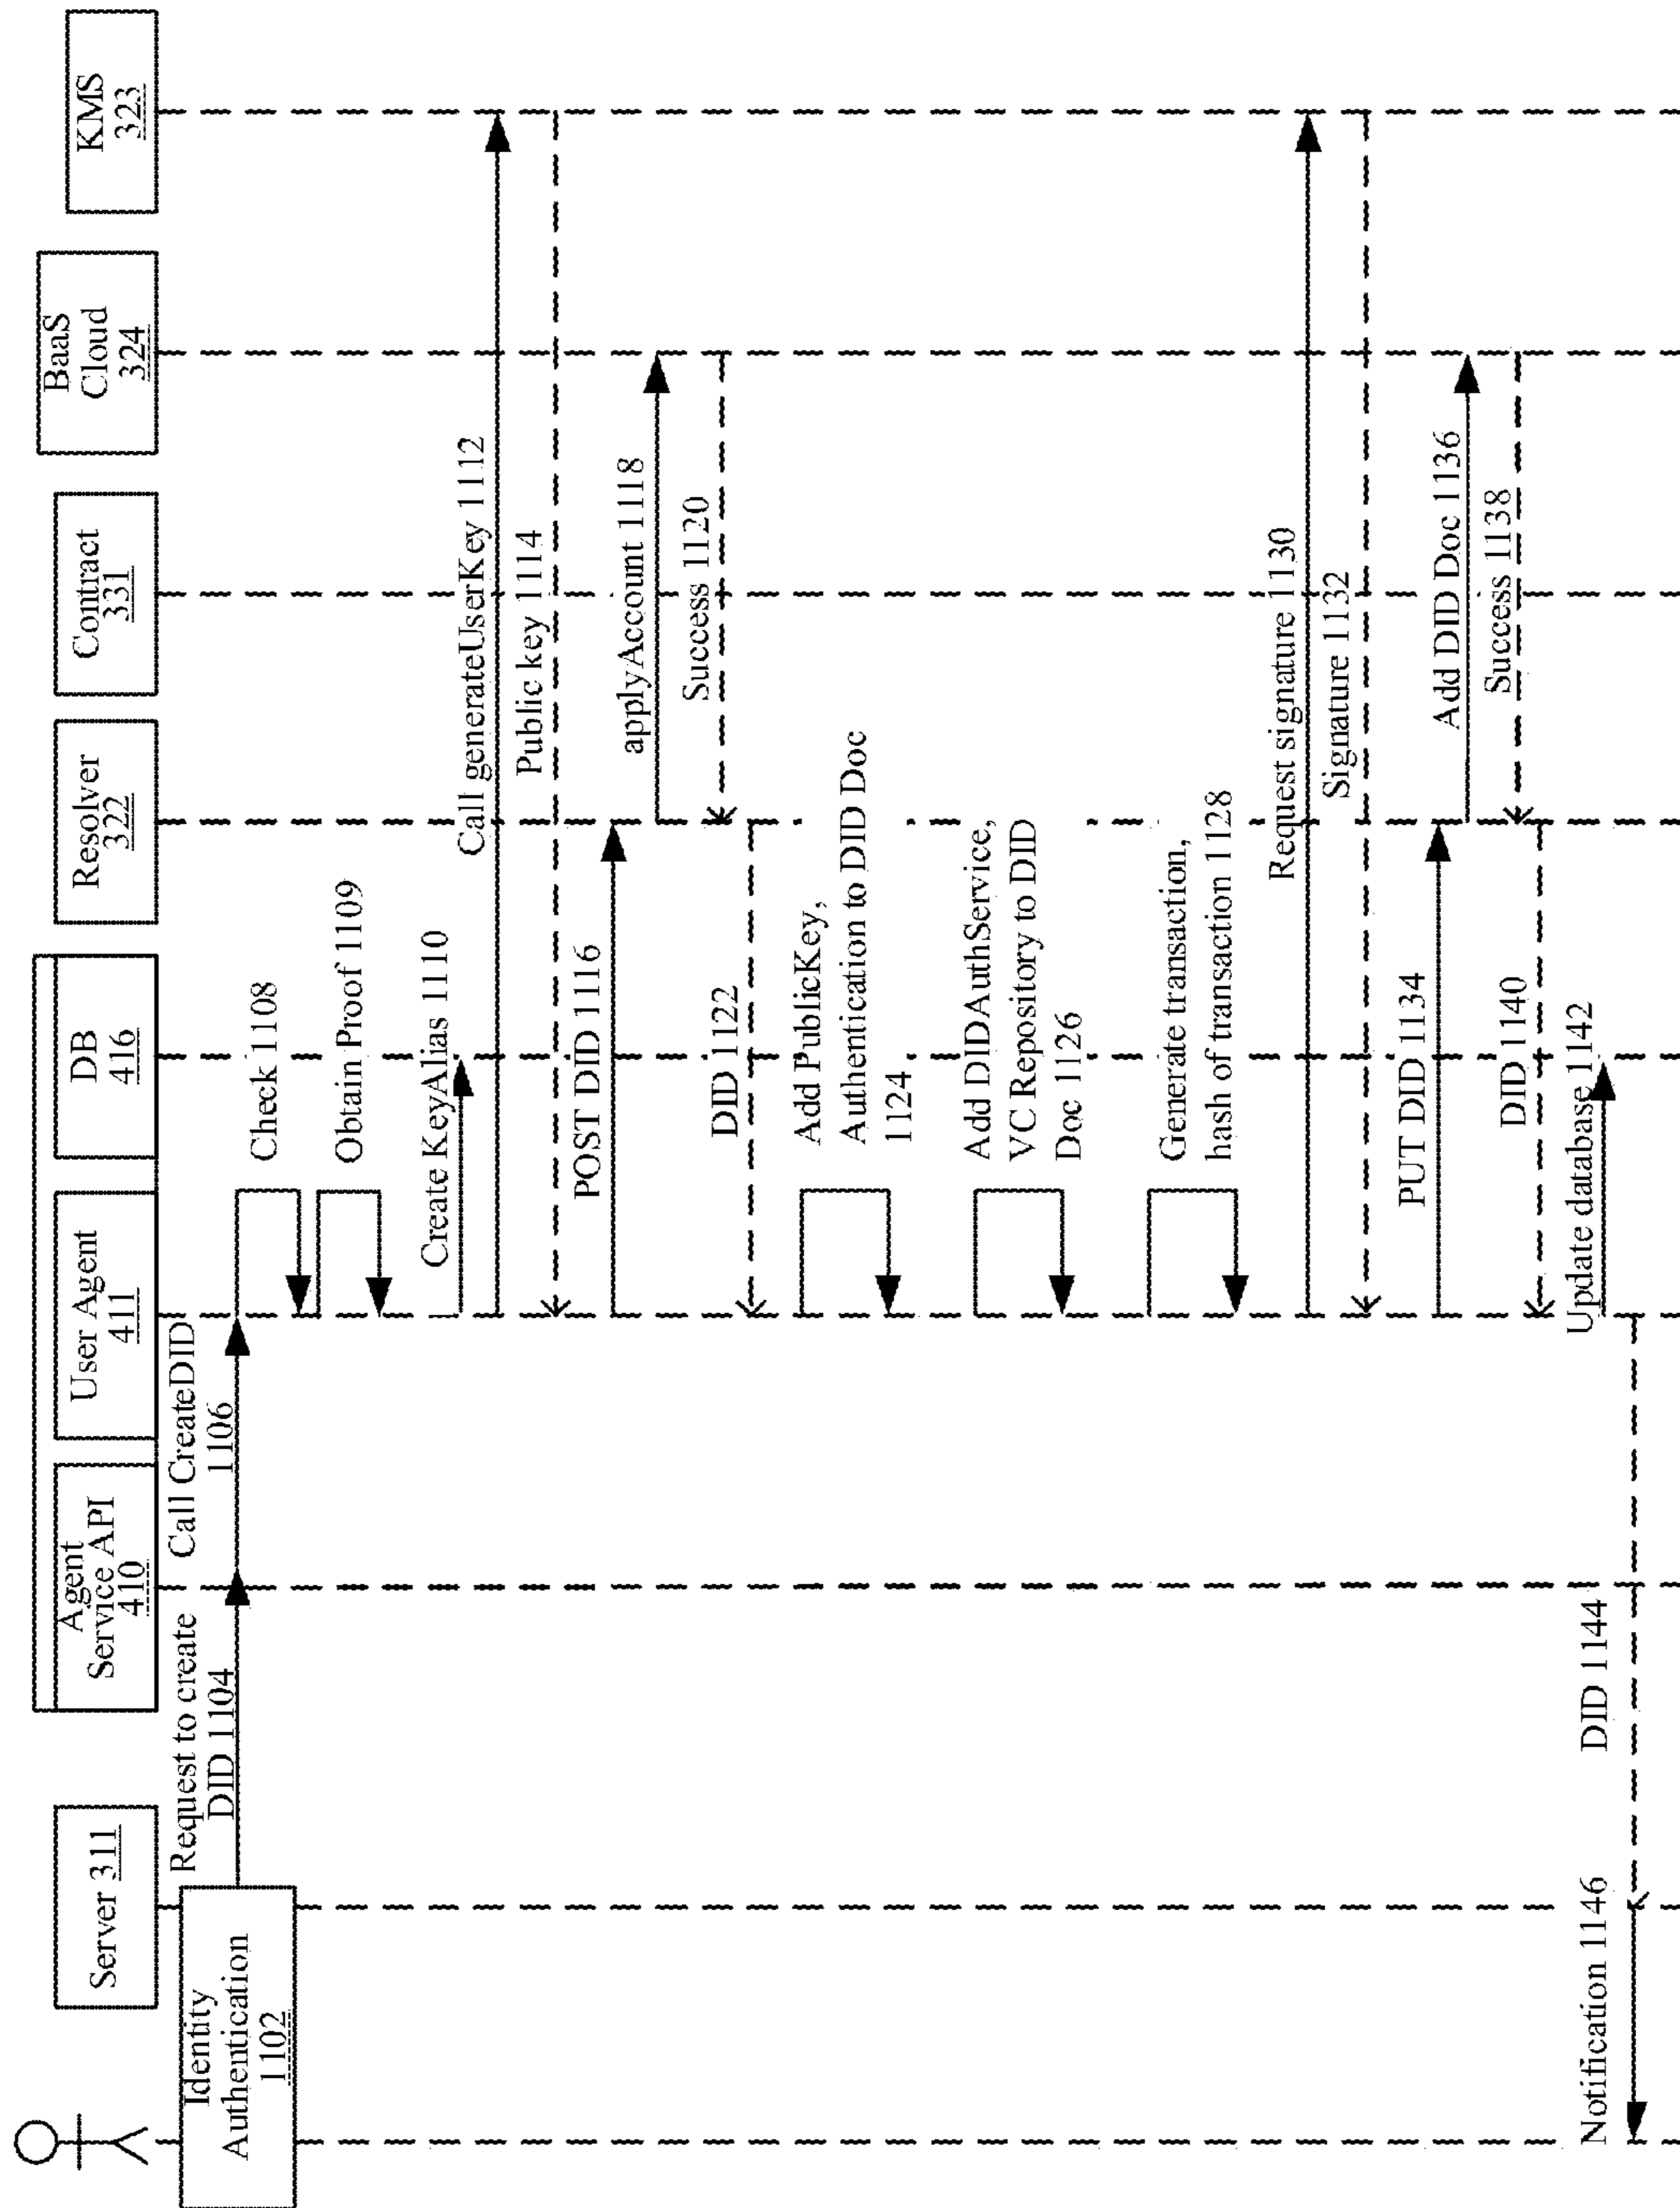 Server 311
Agent
Service API
410
User Agent
411
DB
416
Resolver
322
Contract
331
BaaS
Cloud
324
KMS
323
Identity
Authentication
1102
Request to create
DID 1104
Call CreateDID
1106
Check 1108
Obtain Proof 1109
Create KeyAlias 1110
Call generateUserKey 1112
Public key 1114
POST DID 1116
applyAccount 1118
Success 1120
DID 1122
Add PublicKey,
Authentication to DID Doc
1124
Add DIDAuthService,
VC Repository to DID
Doc 1126
Generate transaction,
hash of transaction 1128
Request signature 1130
Signature 1132
PUT DID 1134
Add DID Doc 1136
Success 1138
DID 1140
Update database 1142
DID 1144
Notification 1146